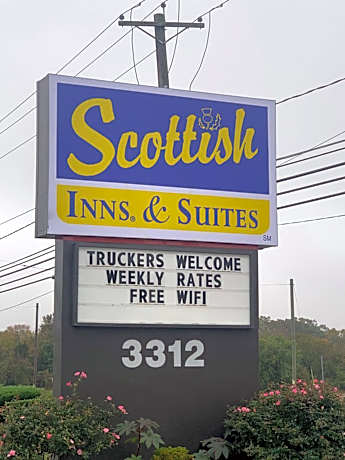 Scottish
INNS® & SUITES
SM
TRUCKERS WELCOME
WEEKLY RATES
FREE WIFI
3312